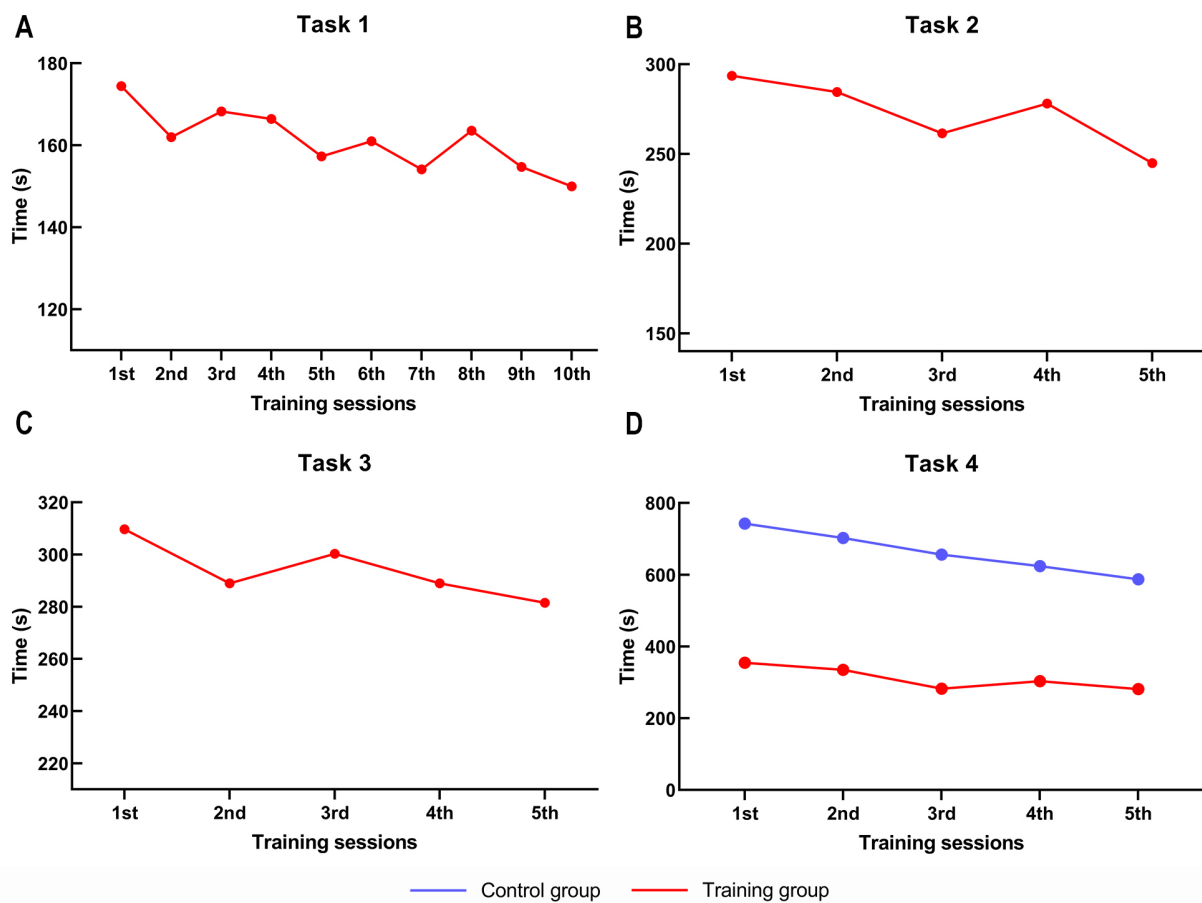 A
Task 1
Time (s)
180
160
140
120
1st 2nd 3rd 4th 5th 6th 7th 8th 9th 10th
Training sessions
B
Task 2
Time (s)
300
250
200
150
1st 2nd 3rd 4th 5th
Training sessions
C
Task 3
Time (s)
320
300
280
260
240
220
1st 2nd 3rd 4th 5th
Training sessions
D
Task 4
Time (s)
800
600
400
200
0
1st 2nd 3rd 4th 5th
Training sessions
Control group Training group